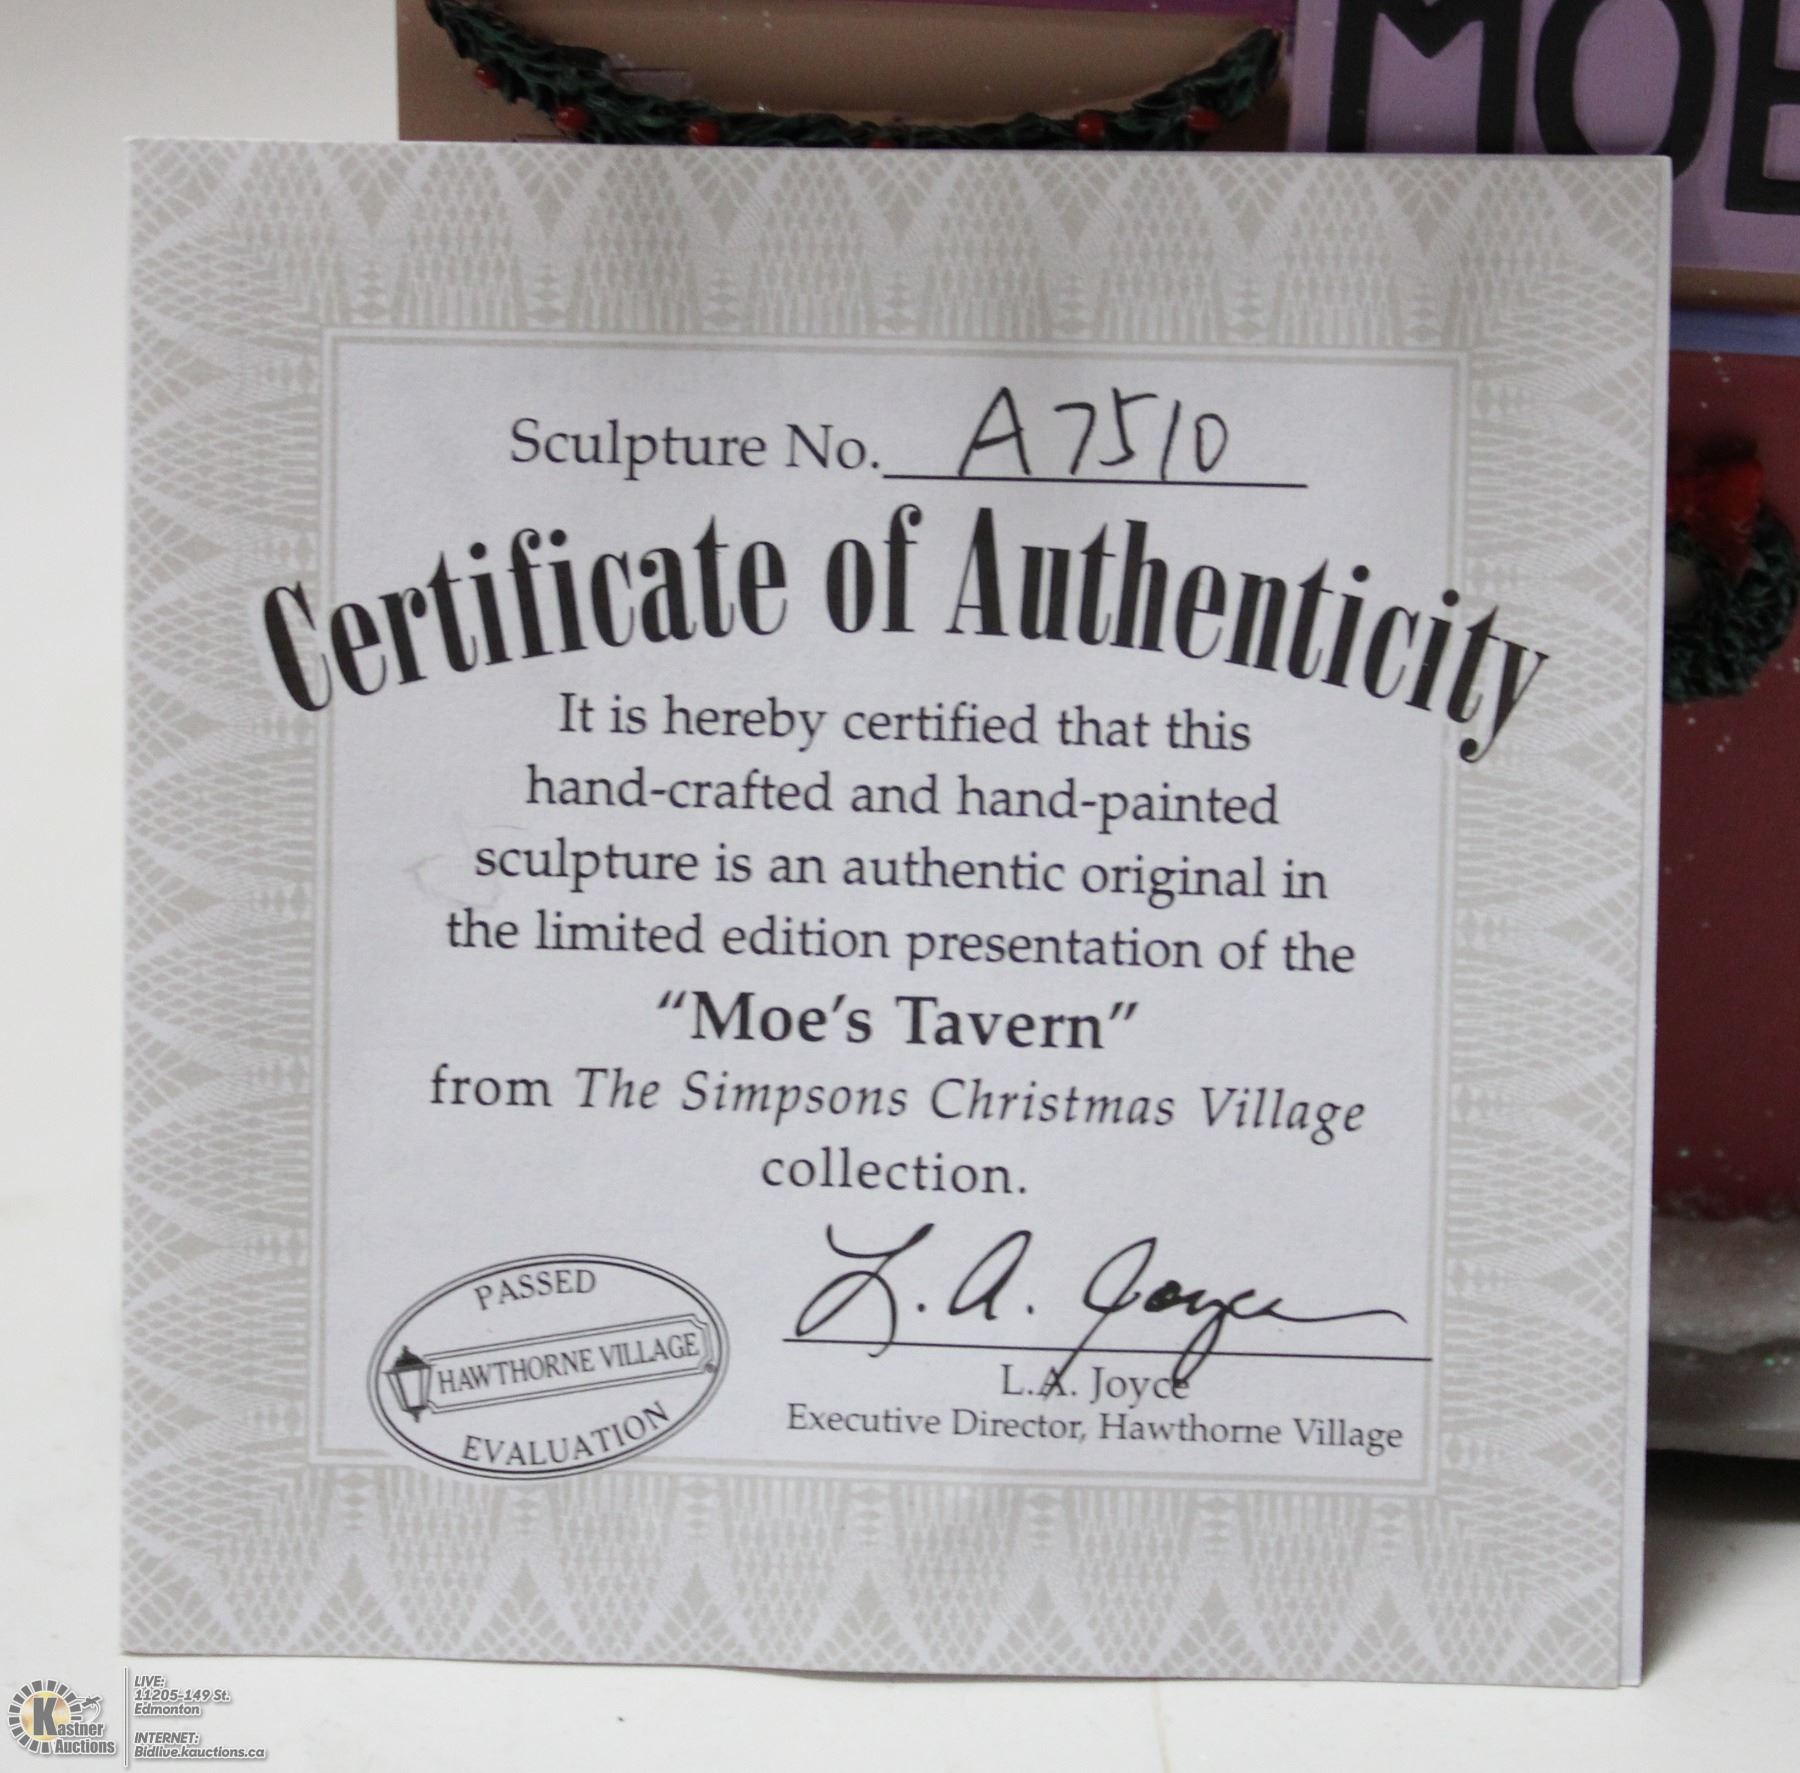 MOE
Sculpture No. A7510
Certificate of Authenticity
It is hereby certified that this
hand-crafted and hand-painted
sculpture is an authentic original in
the limited edition presentation of the
“Moe’s Tavern”
from The Simpsons Christmas Village
collection.
L. A. Joyce
L.A. Joyce
Executive Director, Hawthorne Village
PASSED
HAWTHORNE VILLAGE
EVALUATION
Kastner
Auctions
LIVE:
11205-149 St.
Edmonton
INTERNET:
Bidlive.kauctions.ca